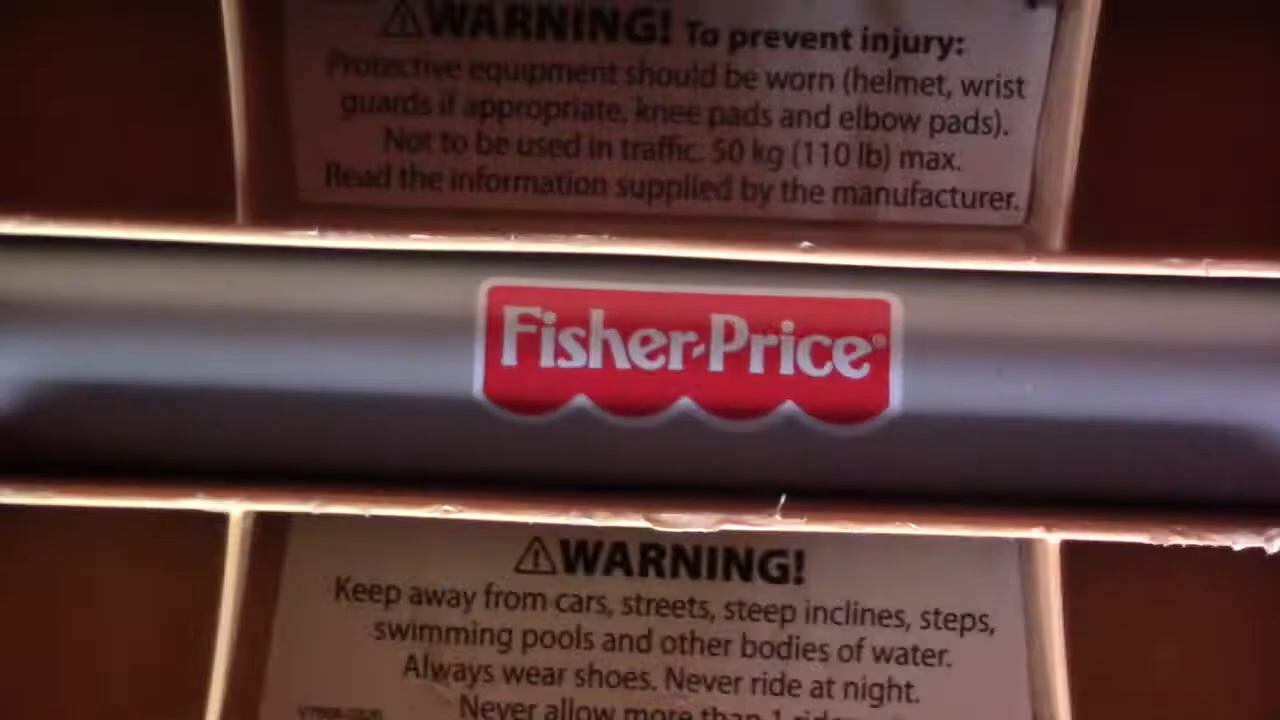 ⚠WARNING! To prevent injury:
Protective equipment should be worn (helmet, wrist
guards if appropriate, knee pads and elbow pads).
Not to be used in traffic. 50 kg (110 lb) max.
Read the information supplied by the manufacturer.
Fisher-Price®
⚠WARNING!
Keep away from cars, streets, steep inclines, steps,
swimming pools and other bodies of water.
Always wear shoes. Never ride at night.
Never allow more than 1